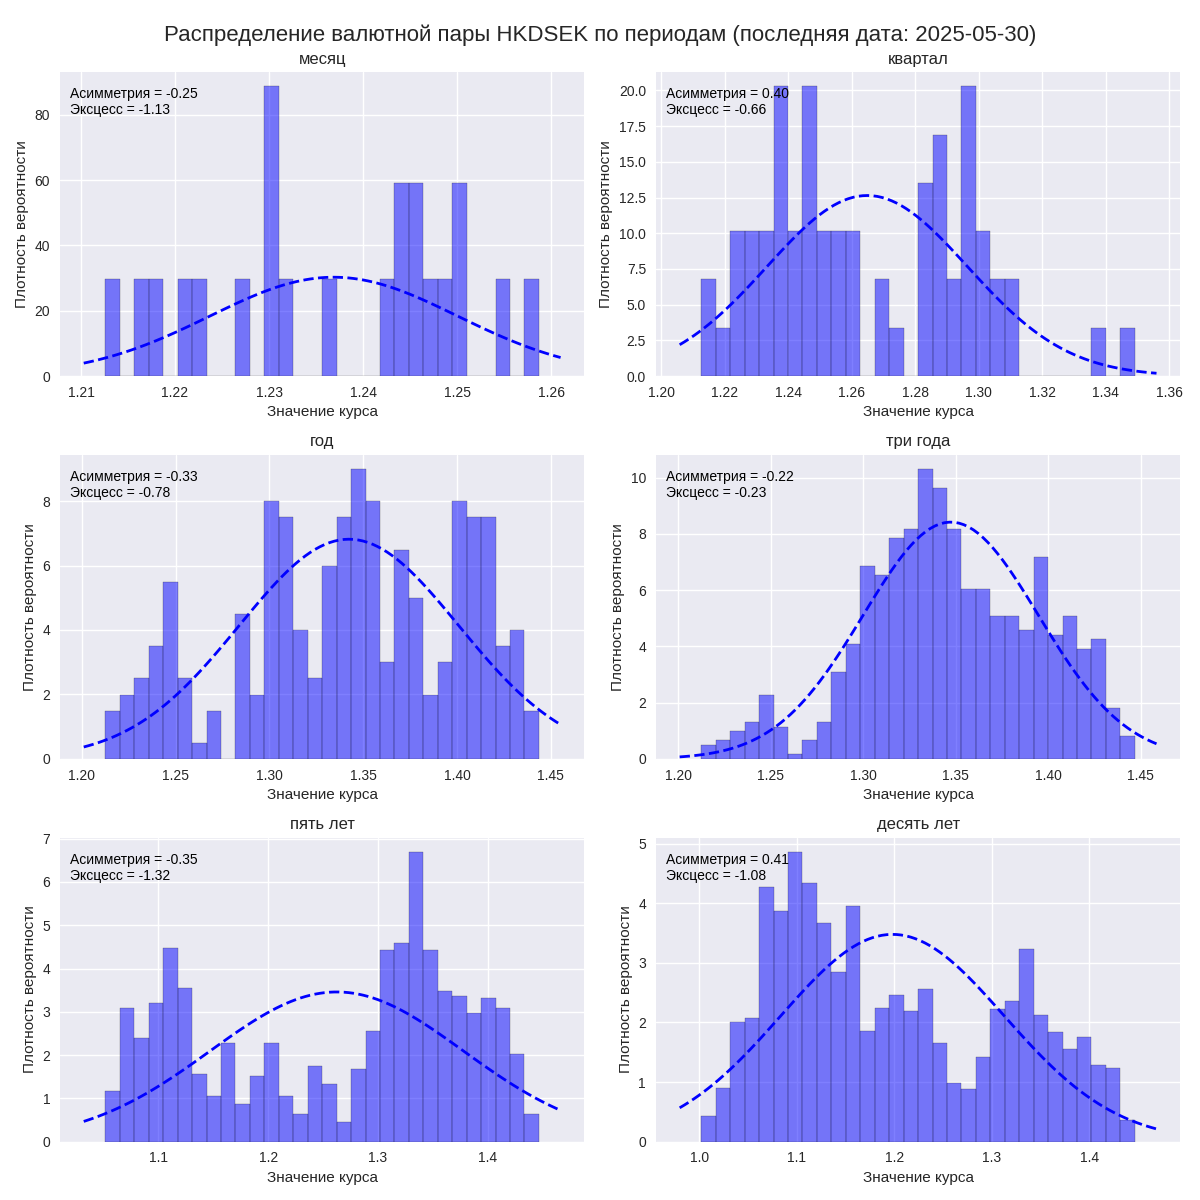 Распределение валютной пары HKDSEK по периодам (последняя дата: 2025-05-30)
месяц
Асимметрия = -0.25
Эксцесс = -1.13
Плотность вероятности
80
60
40
20
0
1.21 1.22 1.23 1.24 1.25 1.26
Значение курса
квартал
Асимметрия = 0.40
Эксцесс = -0.66
Плотность вероятности
20.0
17.5
15.0
12.5
10.0
7.5
5.0
2.5
0.0
1.20 1.22 1.24 1.26 1.28 1.30 1.32 1.34 1.36
Значение курса
год
Асимметрия = -0.33
Эксцесс = -0.78
Плотность вероятности
8
6
4
2
0
1.20 1.25 1.30 1.35 1.40 1.45
Значение курса
три года
Асимметрия = -0.22
Эксцесс = -0.23
Плотность вероятности
10
8
6
4
2
0
1.20 1.25 1.30 1.35 1.40 1.45
Значение курса
пять лет
Асимметрия = -0.35
Эксцесс = -1.32
Плотность вероятности
7
6
5
4
3
2
1
0
1.1 1.2 1.3 1.4
Значение курса
десять лет
Асимметрия = 0.41
Эксцесс = -1.08
Плотность вероятности
5
4
3
2
1
0
1.0 1.1 1.2 1.3 1.4
Значение курса